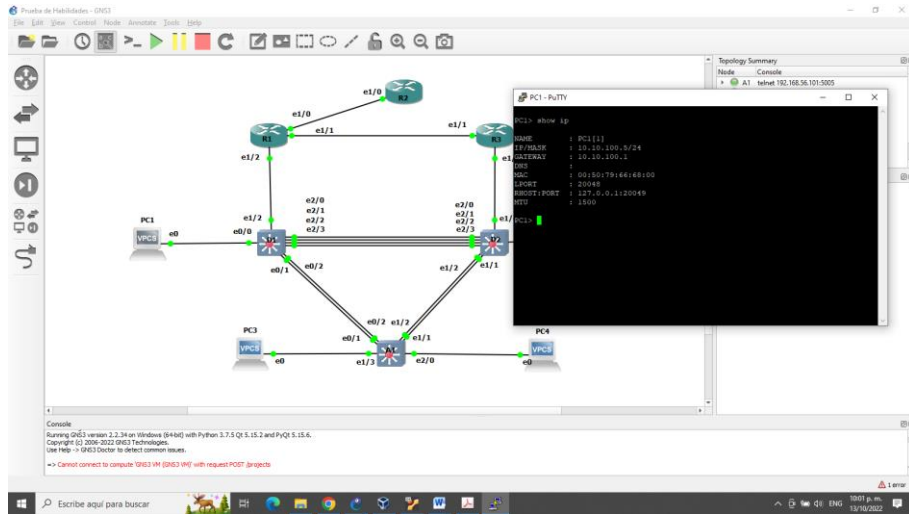 Prueba de Habilidades - GNS3
File Edit View Control Node Annotate Tools Help
Topology Summary
Node Console
A1 telnet 192.168.56.101:5005
R2
e1/0
e1/0
R1
e1/1
e1/1
R3
e1/2
e1/
e2/0
e2/1
e2/2
e2/3
e2/0
e2/1
e2/2
e2/3
PC1
VPCS
e0
e0/0
e1/2
D1
e1/
D2
e0/1
e0/2
e1/2
e1/1
e0/2
e1/2
e0/1
e1/1
PC3
VPCS
e0
e1/3
A1
e2/0
PC4
VPCS
e0
PC1 - PuTTY
PC1> show ip
NAME : PC1[1]
IP/MASK : 10.10.100.5/24
GATEWAY : 10.10.100.1
DNS :
MAC : 00:50:79:66:68:00
LPORT : 20048
RHOST:PORT : 127.0.0.1:20049
MTU : 1500
PC1>
Console
Running GNS3 version 2.2.34 on Windows (64-bit) with Python 3.7.5 Qt 5.15.2 and PyQt 5.15.6.
Copyright (c) 2006-2022 GNS3 Technologies.
Use Help -> GNS3 Doctor to detect common issues.
=> Cannot connect to compute 'GNS3 VM (GNS3 VM)' with request POST /projects
1 error
Escribe aquí para buscar
ENG
10:01 p. m.
13/10/2022